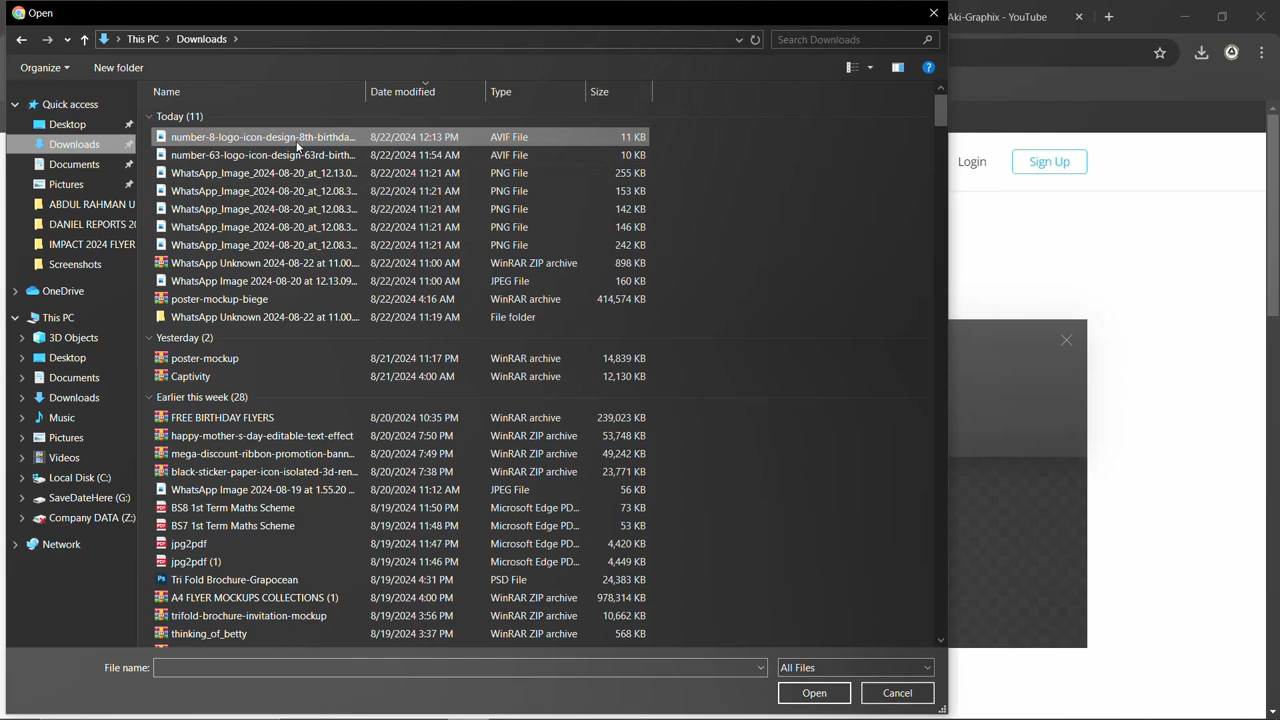 Open
Aki-Graphix - YouTube
This PC > Downloads >
Search Downloads
Organize
New folder
Name Date modified Type Size
Quick access
Desktop
Downloads
Documents
Pictures
ABDUL RAHMAN U
DANIEL REPORTS 20
IMPACT 2024 FLYER
Screenshots
OneDrive
This PC
3D Objects
Desktop
Documents
Downloads
Music
Pictures
Videos
Local Disk (C:)
SaveDateHere (G:)
Company DATA (Z:)
Network
Today (11)
number-8-logo-icon-design-8th-birthda... 8/22/2024 12:13 PM AVIF File 11 KB
number-63-logo-icon-design-63rd-birth... 8/22/2024 11:54 AM AVIF File 10 KB
WhatsApp_Image_2024-08-20_at_12.13.0... 8/22/2024 11:21 AM PNG File 255 KB
WhatsApp_Image_2024-08-20_at_12.08.3... 8/22/2024 11:21 AM PNG File 153 KB
WhatsApp_Image_2024-08-20_at_12.08.3... 8/22/2024 11:21 AM PNG File 142 KB
WhatsApp_Image_2024-08-20_at_12.08.3... 8/22/2024 11:21 AM PNG File 146 KB
WhatsApp_Image_2024-08-20_at_12.08.3... 8/22/2024 11:21 AM PNG File 242 KB
WhatsApp Unknown 2024-08-22 at 11.00.... 8/22/2024 11:00 AM WinRAR ZIP archive 898 KB
WhatsApp Image 2024-08-20 at 12.13.09... 8/22/2024 11:00 AM JPEG File 160 KB
poster-mockup-biege 8/22/2024 4:16 AM WinRAR archive 414,574 KB
WhatsApp Unknown 2024-08-22 at 11.00.... 8/22/2024 11:19 AM File folder
Yesterday (2)
poster-mockup 8/21/2024 11:17 PM WinRAR archive 14,839 KB
Captivity 8/21/2024 4:00 AM WinRAR archive 12,130 KB
Earlier this week (28)
FREE BIRTHDAY FLYERS 8/20/2024 10:35 PM WinRAR archive 239,023 KB
happy-mother-s-day-editable-text-effect 8/20/2024 7:50 PM WinRAR ZIP archive 53,748 KB
mega-discount-ribbon-promotion-bann... 8/20/2024 7:49 PM WinRAR ZIP archive 49,242 KB
black-sticker-paper-icon-isolated-3d-ren... 8/20/2024 7:38 PM WinRAR ZIP archive 23,771 KB
WhatsApp Image 2024-08-19 at 1.55.20 ... 8/20/2024 11:12 AM JPEG File 56 KB
BS8 1st Term Maths Scheme 8/19/2024 11:50 PM Microsoft Edge PD... 73 KB
BS7 1st Term Maths Scheme 8/19/2024 11:48 PM Microsoft Edge PD... 53 KB
jpg2pdf 8/19/2024 11:47 PM Microsoft Edge PD... 4,420 KB
jpg2pdf (1) 8/19/2024 11:46 PM Microsoft Edge PD... 4,449 KB
Tri Fold Brochure-Grapocean 8/19/2024 4:31 PM PSD File 24,383 KB
A4 FLYER MOCKUPS COLLECTIONS (1) 8/19/2024 4:00 PM WinRAR ZIP archive 978,314 KB
trifold-brochure-invitation-mockup 8/19/2024 3:56 PM WinRAR ZIP archive 10,662 KB
thinking_of_betty 8/19/2024 3:37 PM WinRAR ZIP archive 568 KB
File name:
All Files
Open
Cancel
Login
Sign Up